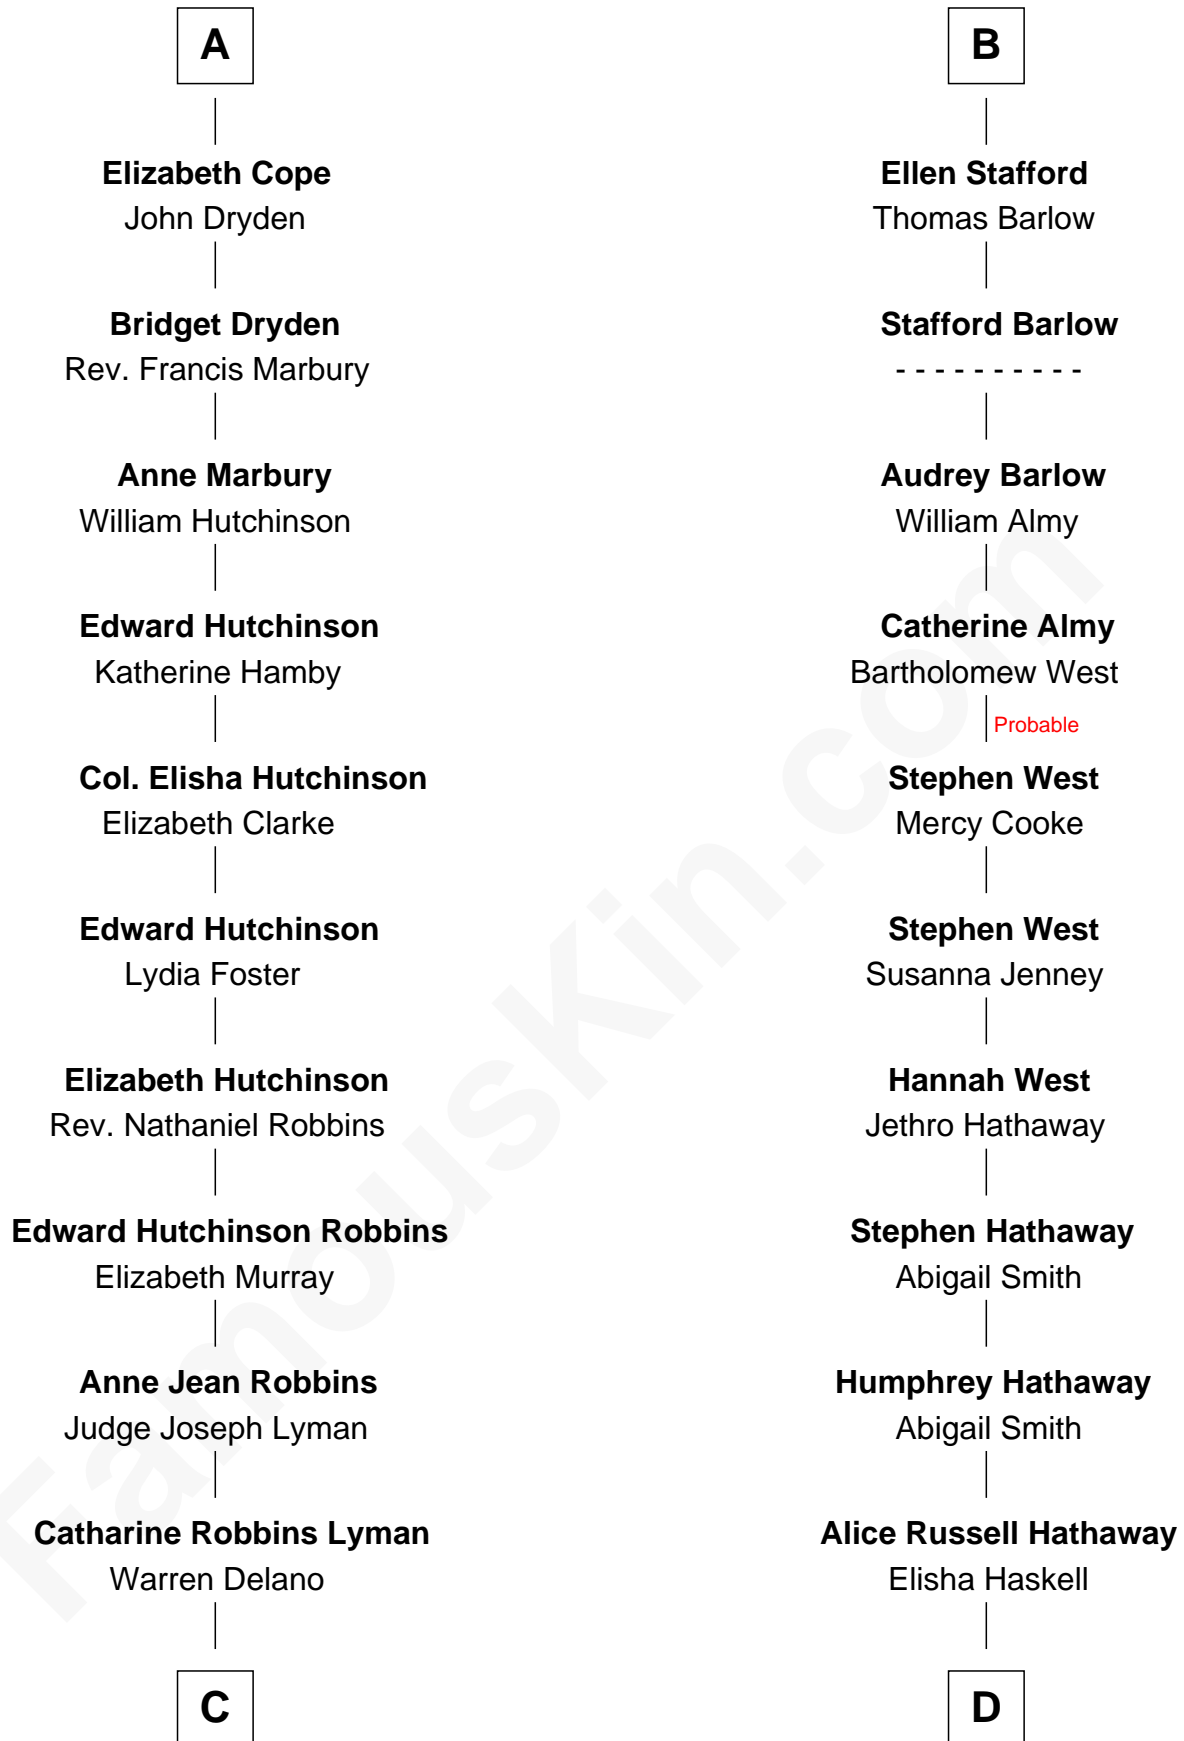 A
Elizabeth Cope
John Dryden
Bridget Dryden
Rev. Francis Marbury
Anne Marbury
William Hutchinson
Edward Hutchinson
Katherine Hamby
Col. Elisha Hutchinson
Elizabeth Clarke
Edward Hutchinson
Lydia Foster
Elizabeth Hutchinson
Rev. Nathaniel Robbins
Edward Hutchinson Robbins
Elizabeth Murray
Anne Jean Robbins
Judge Joseph Lyman
Catharine Robbins Lyman
Warren Delano
C
B
Ellen Stafford
Thomas Barlow
Stafford Barlow
- - - - - - - - - -
Audrey Barlow
William Almy
Catherine Almy
Bartholomew West
Probable
Stephen West
Mercy Cooke
Stephen West
Susanna Jenney
Hannah West
Jethro Hathaway
Stephen Hathaway
Abigail Smith
Humphrey Hathaway
Abigail Smith
Alice Russell Hathaway
Elisha Haskell
D
FamousKin.com